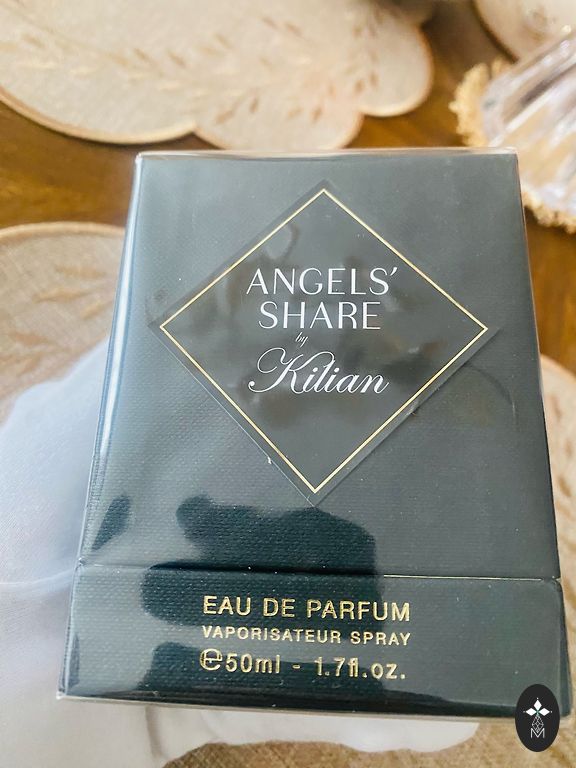 ANGELS'
SHARE
by
Kilian
EAU DE PARFUM
VAPORISATEUR SPRAY
℮50ml - 1.7fl.oz.
M